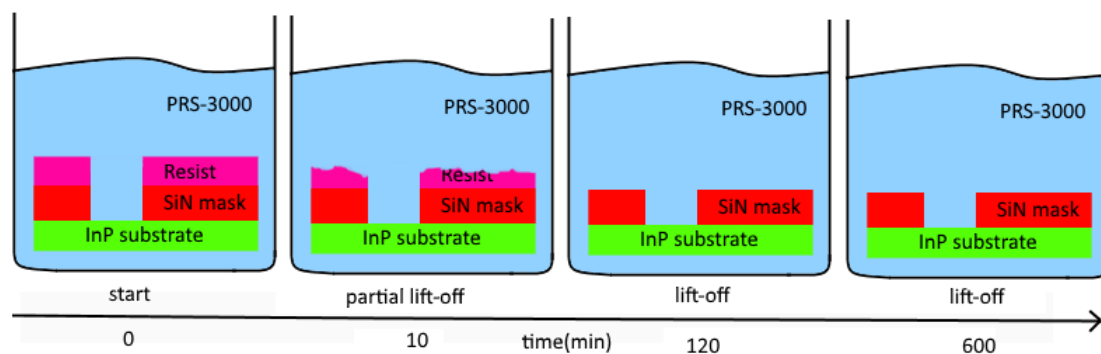 PRS-3000
Resist
SiN mask
InP substrate
PRS-3000
Resist
SiN mask
InP substrate
PRS-3000
SiN mask
InP substrate
PRS-3000
SiN mask
InP substrate
start
partial lift-off
lift-off
lift-off
0
10
time(min)
120
600